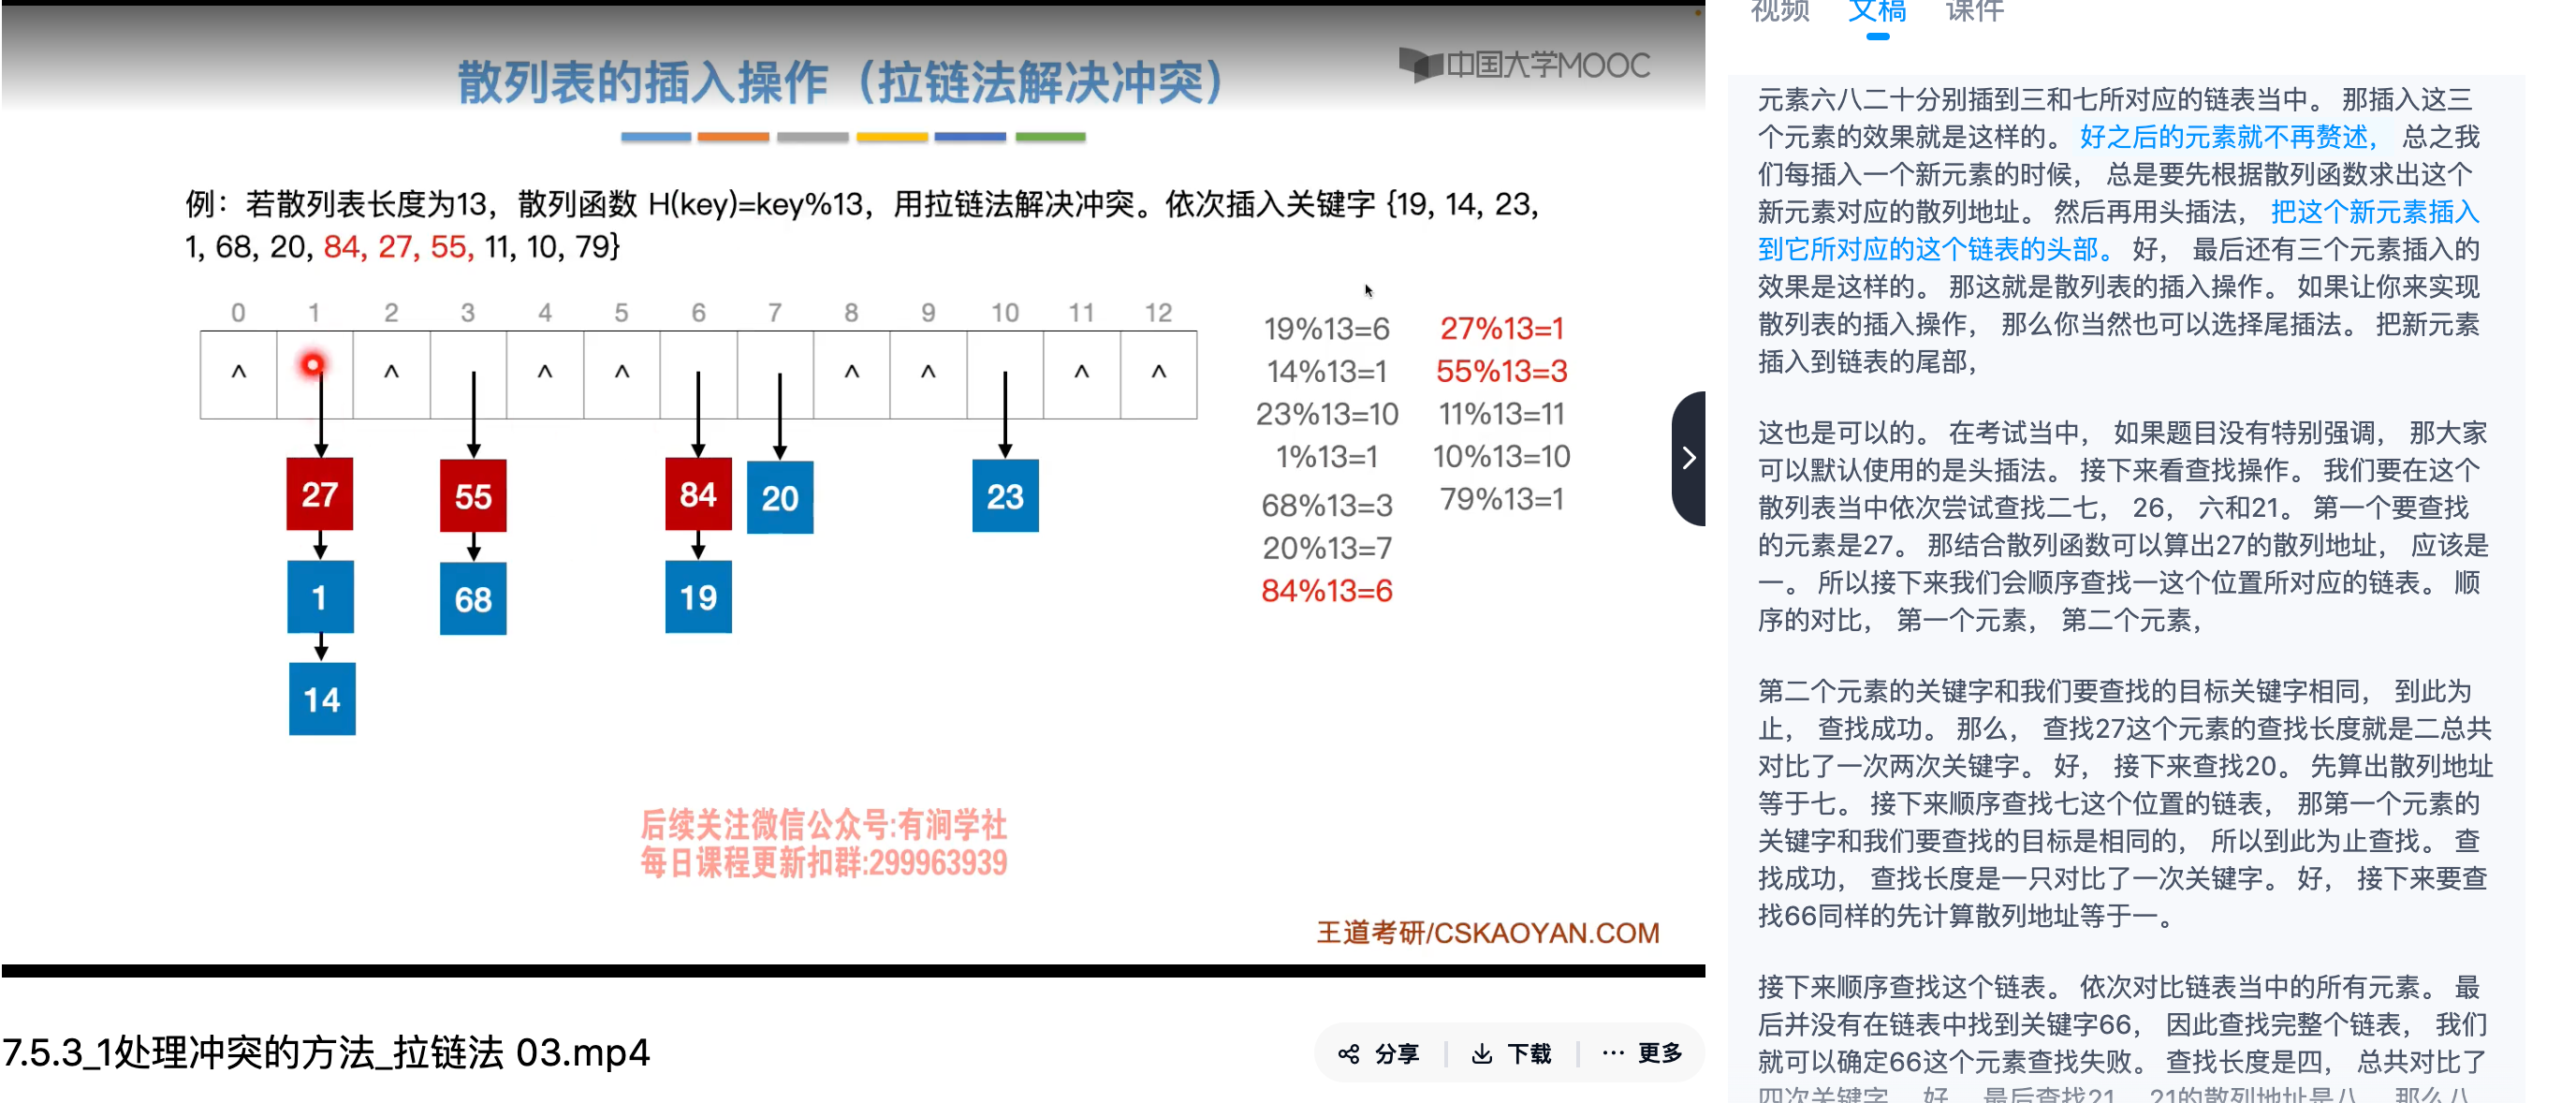 散列表的插入操作（拉链法解决冲突）
中国大学MOOC
例：若散列表长度为13，散列函数 H(key)=key%13，用拉链法解决冲突。依次插入关键字 {19, 14, 23,
1, 68, 20, 84, 27, 55, 11, 10, 79}
0 1 2 3 4 5 6 7 8 9 10 11 12
^ ^ ^ ^ ^ ^ ^ ^
27 55 84 20 23
1 68 19
14
19%13=6
14%13=1
23%13=10
1%13=1
68%13=3
20%13=7
84%13=6
27%13=1
55%13=3
11%13=11
10%13=10
79%13=1
后续关注微信公众号:有涧学社
每日课程更新扣群:299963939
王道考研/CSKAOYAN.COM
7.5.3_1处理冲突的方法_拉链法 03.mp4
分享 下载 ··· 更多
视频 文稿 课件
元素六八二十分别插到三和七所对应的链表当中。 那插入这三
个元素的效果就是这样的。 好之后的元素就不再赘述， 总之我
们每插入一个新元素的时候， 总是要先根据散列函数求出这个
新元素对应的散列地址。 然后再用头插法， 把这个新元素插入
到它所对应的这个链表的头部。 好， 最后还有三个元素插入的
效果是这样的。 那这就是散列表的插入操作。 如果让你来实现
散列表的插入操作， 那么你当然也可以选择尾插法。 把新元素
插入到链表的尾部，
这也是可以的。 在考试当中， 如果题目没有特别强调， 那大家
可以默认使用的是头插法。 接下来看查找操作。 我们要在这个
散列表当中依次尝试查找二七， 26， 六和21。 第一个要查找
的元素是27。 那结合散列函数可以算出27的散列地址， 应该是
一。 所以接下来我们会顺序查找一这个位置所对应的链表。 顺
序的对比， 第一个元素， 第二个元素，
第二个元素的关键字和我们要查找的目标关键字相同， 到此为
止， 查找成功。 那么， 查找27这个元素的查找长度就是二总共
对比了一次两次关键字。 好， 接下来查找20。 先算出散列地址
等于七。 接下来顺序查找七这个位置的链表， 那第一个元素的
关键字和我们要查找的目标是相同的， 所以到此为止查找。 查
找成功， 查找长度是一只对比了一次关键字。 好， 接下来要查
找66同样的先计算散列地址等于一。
接下来顺序查找这个链表。 依次对比链表当中的所有元素。 最
后并没有在链表中找到关键字66， 因此查找完整个链表， 我们
就可以确定66这个元素查找失败。 查找长度是四， 总共对比了
四次关键字。 好， 最后查找21， 21的散列地址是八， 那么八